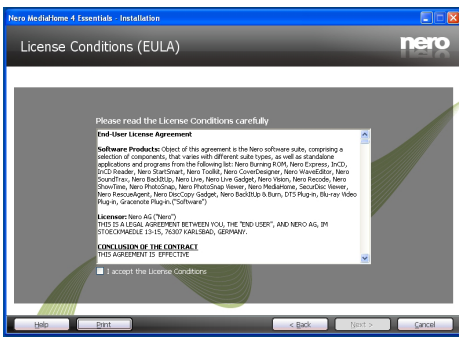 Nero MediaHome 4 Essentials - Installation
License Conditions (EULA)
nero
Please read the License Conditions carefully
End-User License Agreement
Software Products: Object of this agreement is the Nero software suite, comprising a
selection of components, that varies with different suite types, as well as standalone
applications and programs from the following list: Nero Burning ROM, Nero Express, InCD,
InCD Reader, Nero StartSmart, Nero Toolkit, Nero CoverDesigner, Nero WaveEditor, Nero
SoundTrax, Nero BackItUp, Nero Live, Nero Live Gadget, Nero Vision, Nero Recode, Nero
ShowTime, Nero PhotoSnap, Nero PhotoSnap Viewer, Nero MediaHome, SecurDisc Viewer,
Nero RescueAgent, Nero DiscCopy Gadget, Nero BackItUp & Burn, DTS Plug-in, Blu-ray Video
Plug-in, Gracenote Plug-in.("Software")
Licensor: Nero AG ("Nero")
THIS IS A LEGAL AGREEMENT BETWEEN YOU, THE "END USER", AND NERO AG, IM
STOECKMAEDLE 13-15, 76307 KARLSBAD, GERMANY.
CONCLUSION OF THE CONTRACT
THIS AGREEMENT IS EFFECTIVE
I accept the License Conditions
Help
Print
< Back
Next >
Cancel